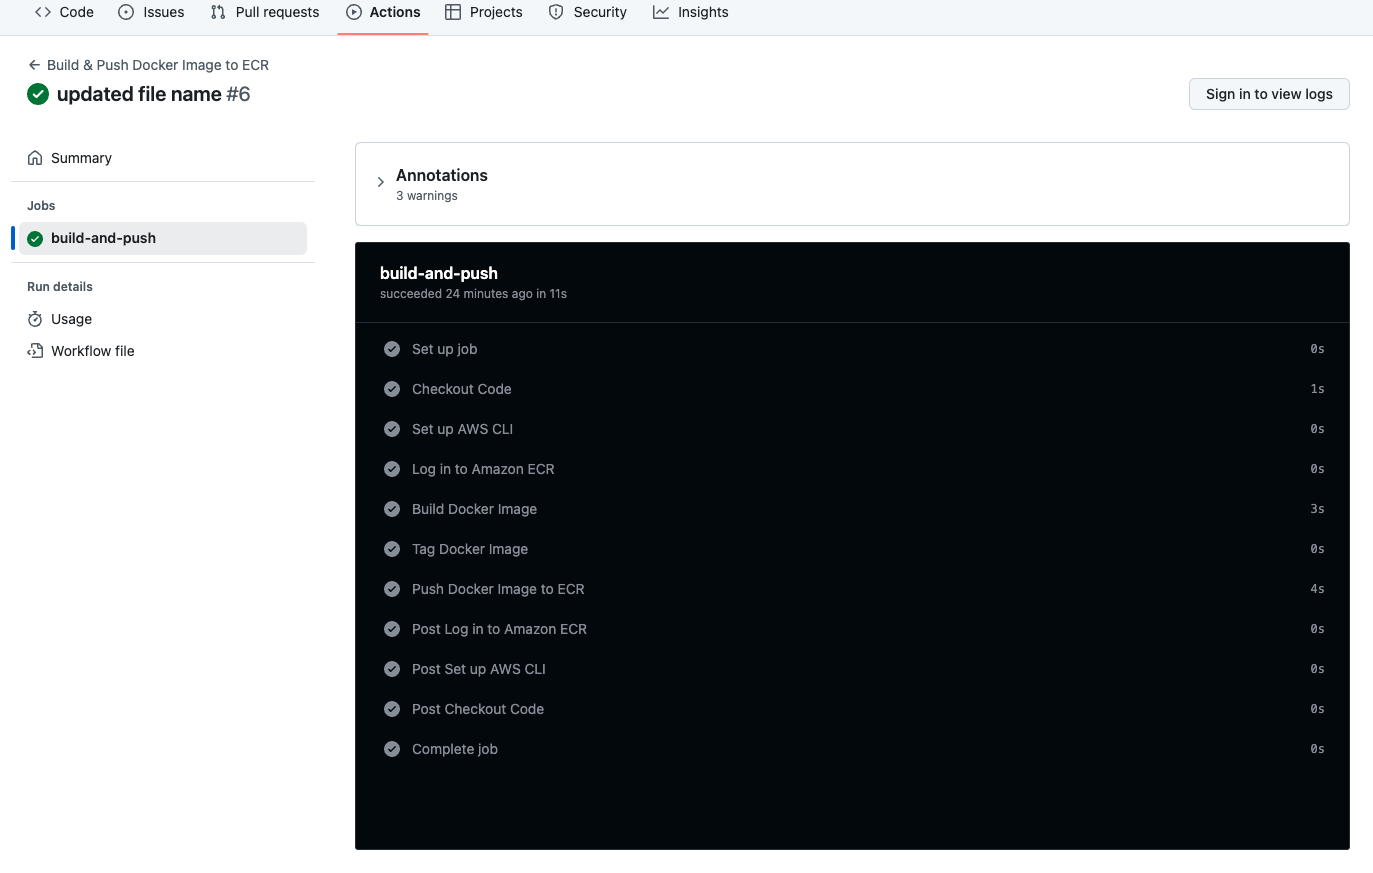 Code Issues Pull requests Actions Projects Security Insights
Build & Push Docker Image to ECR
updated file name #6
Sign in to view logs
Summary
Jobs
build-and-push
Run details
Usage
Workflow file
Annotations
3 warnings
build-and-push
succeeded 24 minutes ago in 11s
Set up job 0s
Checkout Code 1s
Set up AWS CLI 0s
Log in to Amazon ECR 0s
Build Docker Image 3s
Tag Docker Image 0s
Push Docker Image to ECR 4s
Post Log in to Amazon ECR 0s
Post Set up AWS CLI 0s
Post Checkout Code 0s
Complete job 0s